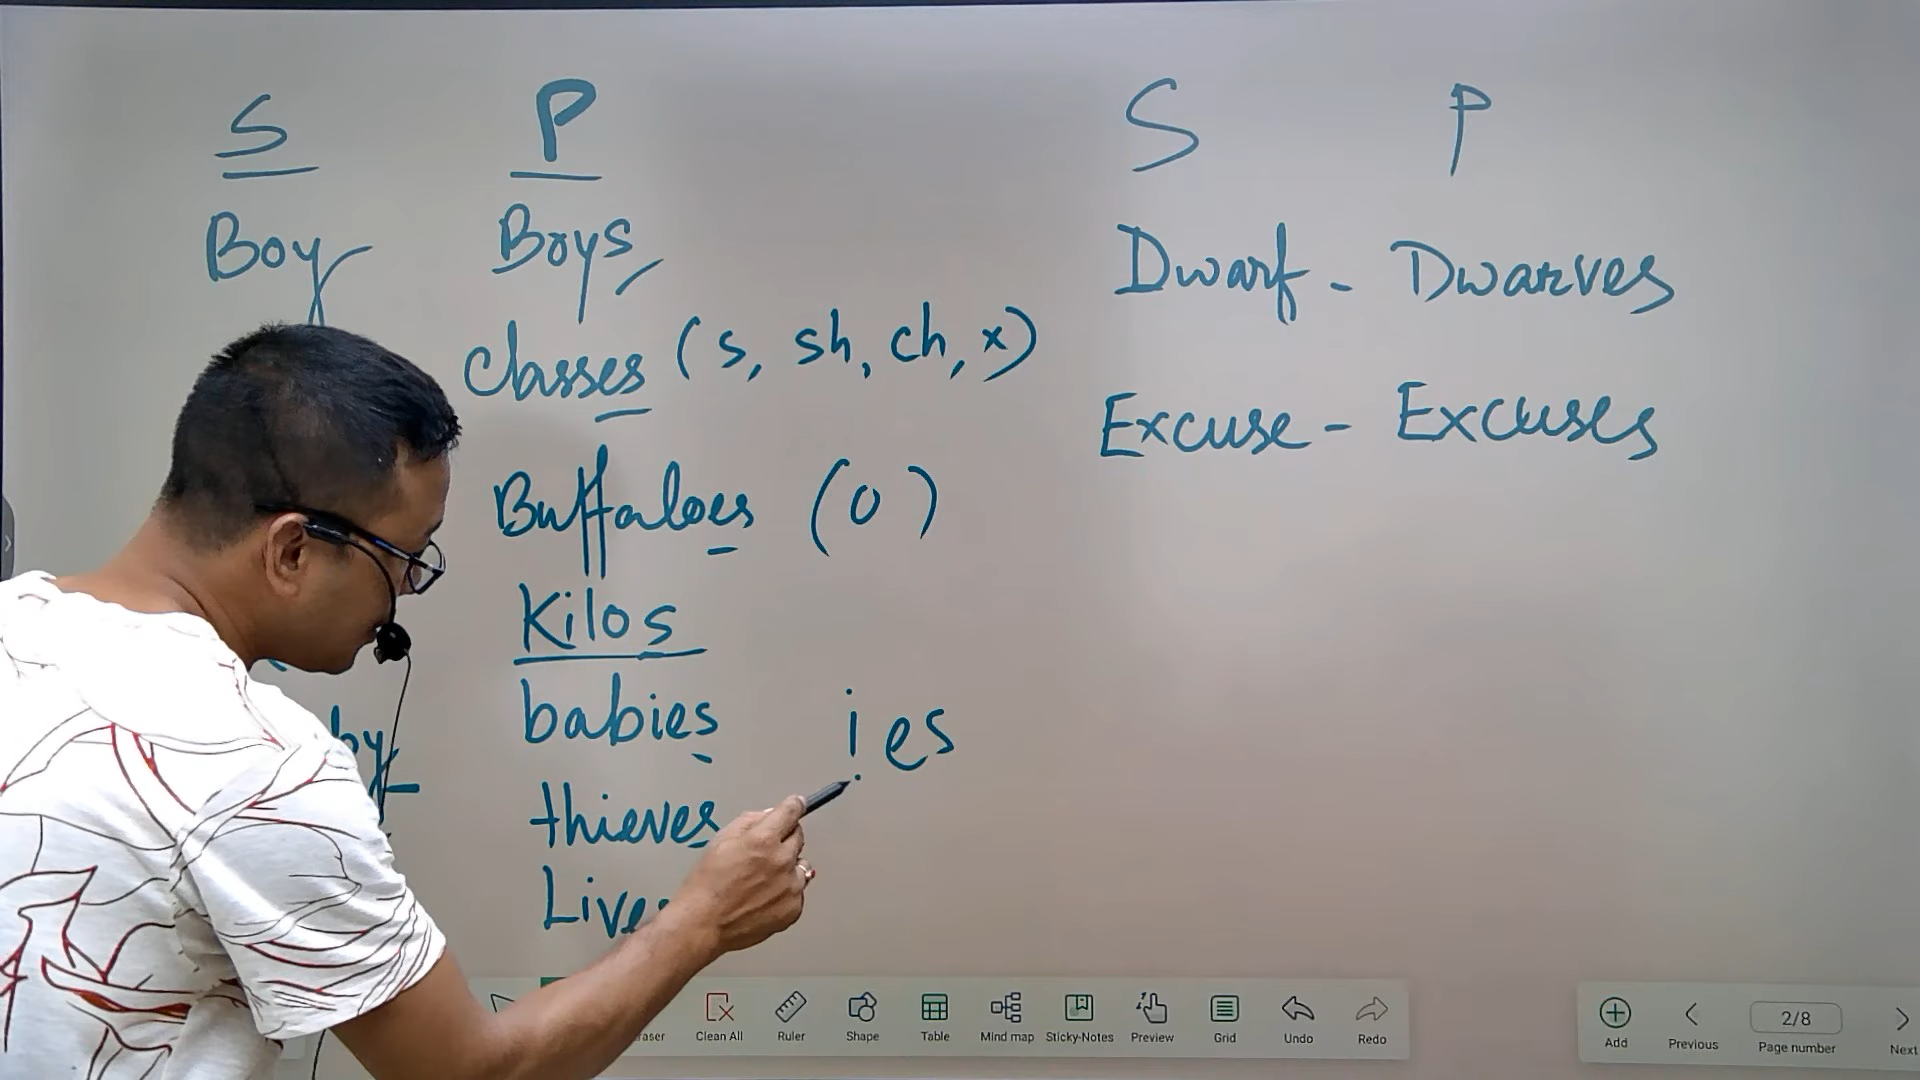 S P
Boy Boys
classes (s, sh, ch, x)
Buffaloes (o)
Kilos
babies ies
thieves
S P
Dwarf - Dwarves
Excuse - Excuses
Clean All Ruler Shape Table Mind map Sticky-Notes Preview Grid Undo Redo
Add Previous 2/8 Page number Next